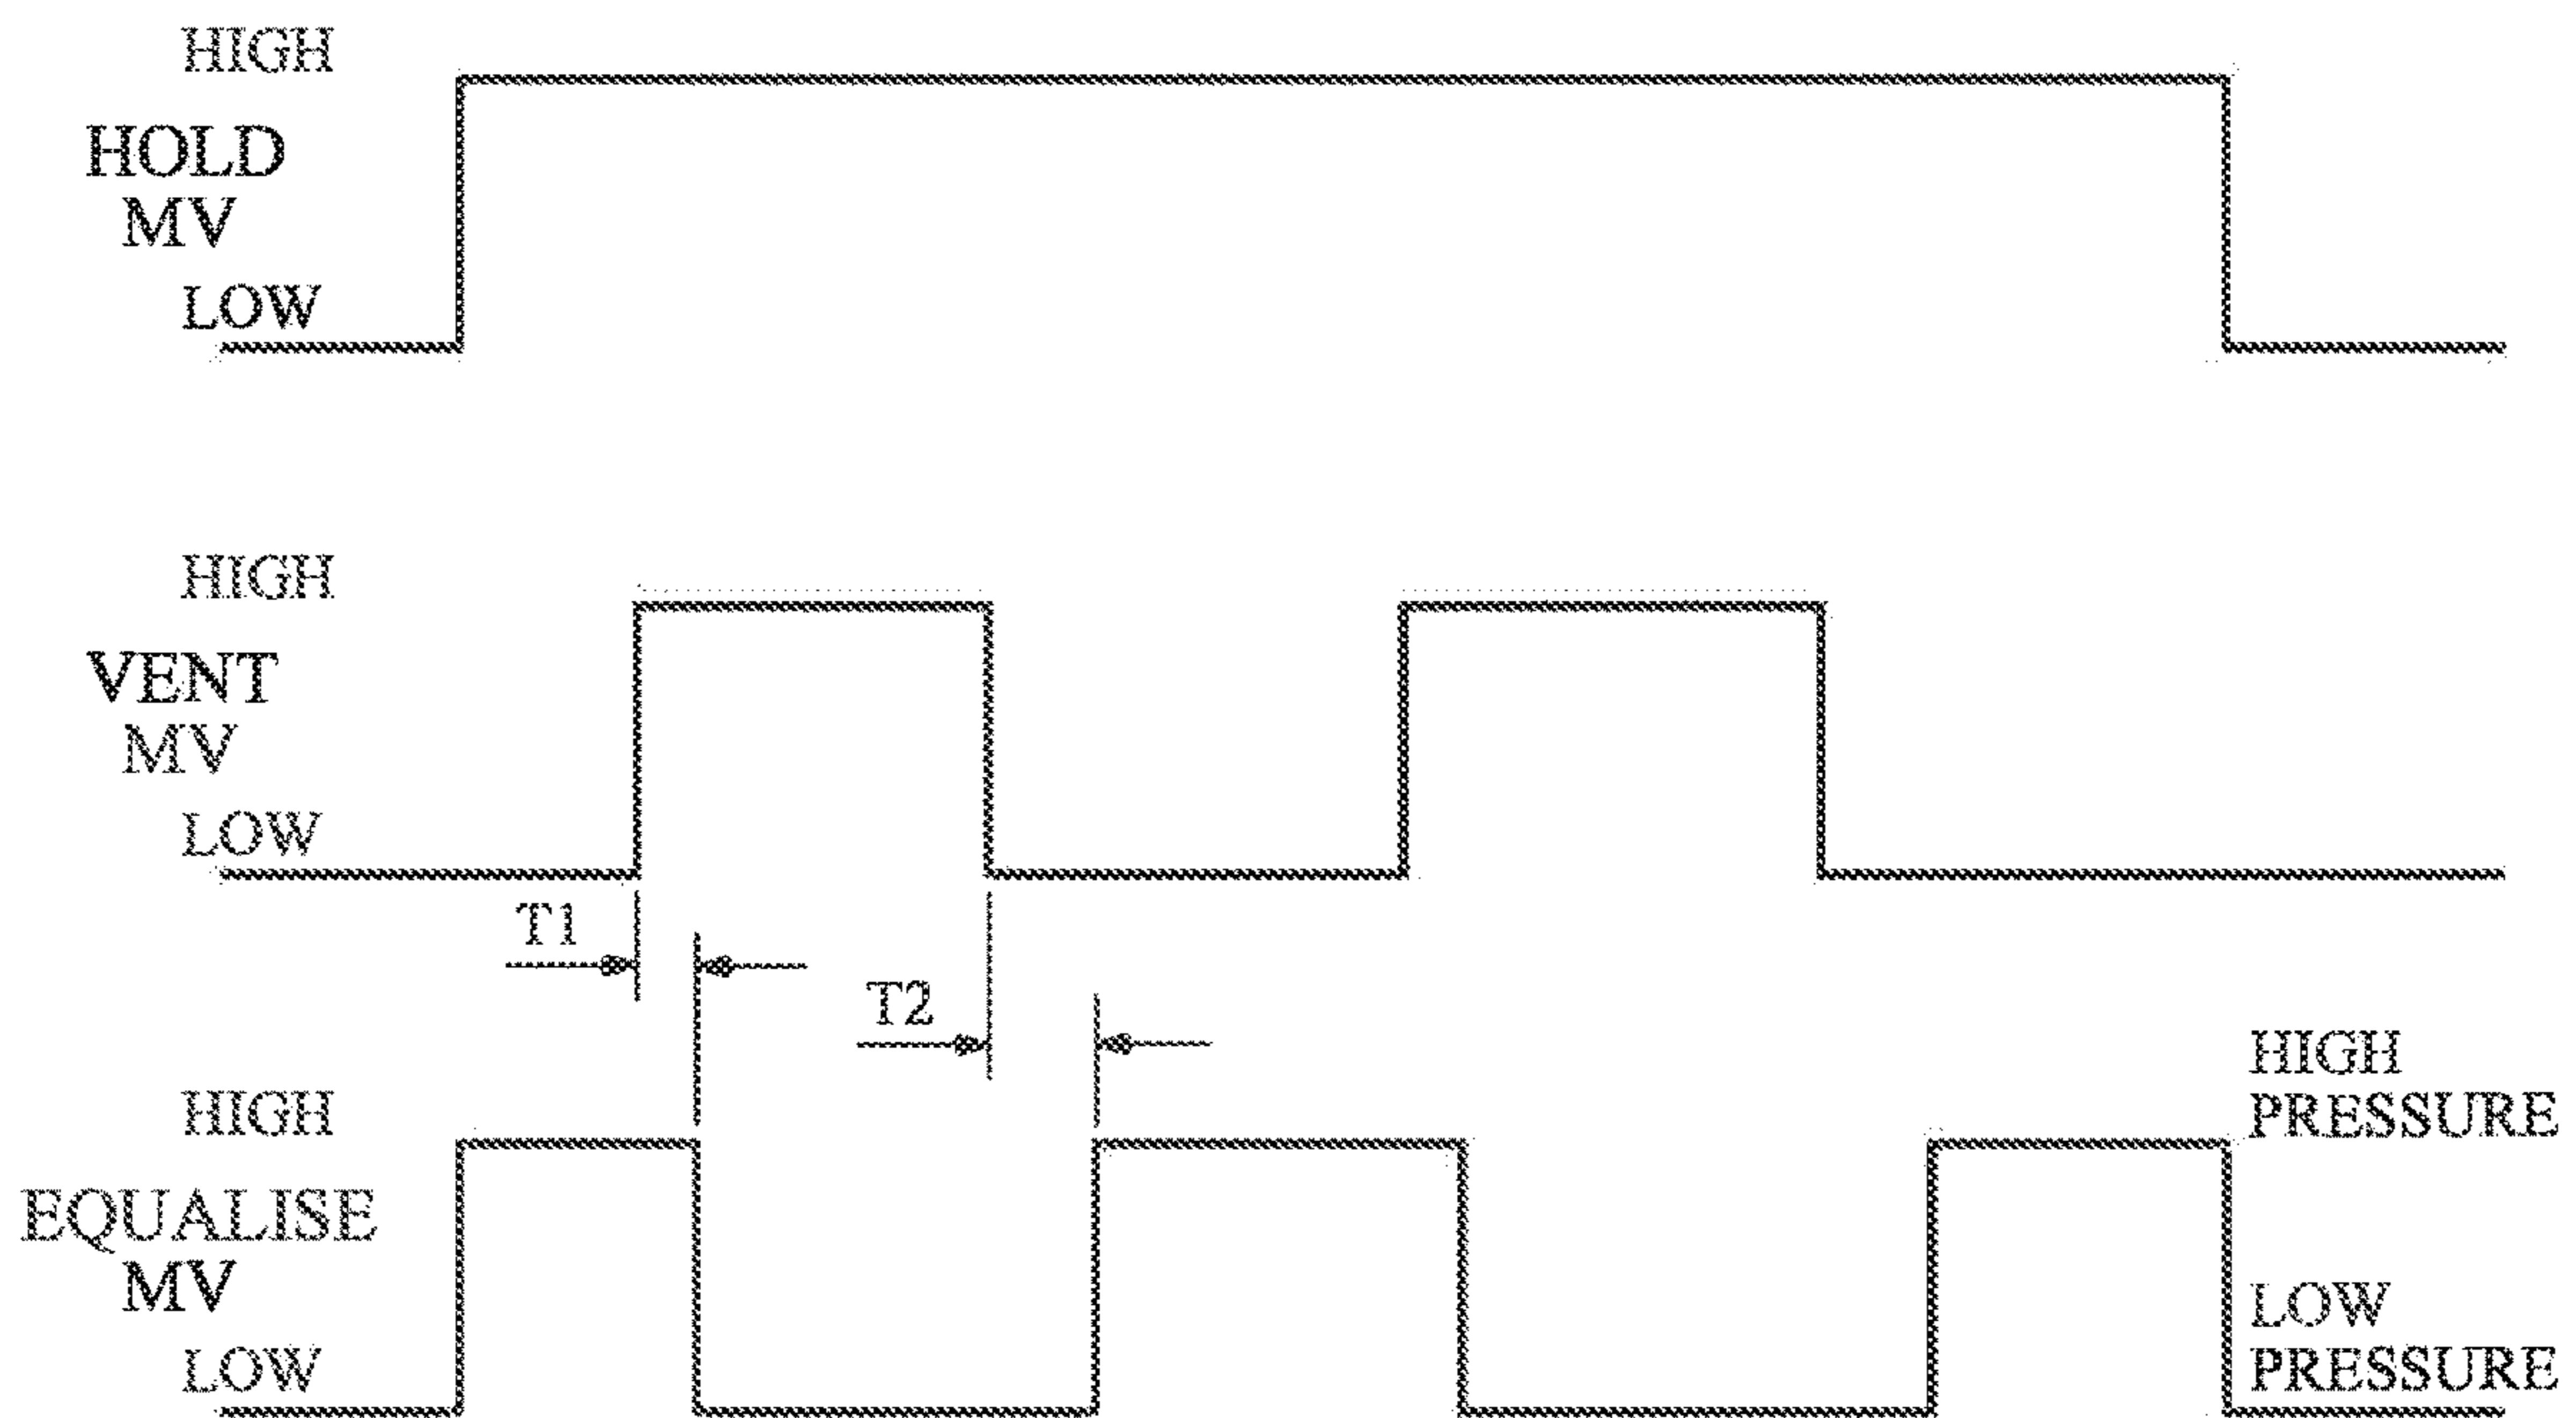 HIGH
HOLD
MV
LOW
HIGH
VENT
MV
LOW
T1
T2
HIGH
EQUALISE
MV
LOW
HIGH
PRESSURE
LOW
PRESSURE